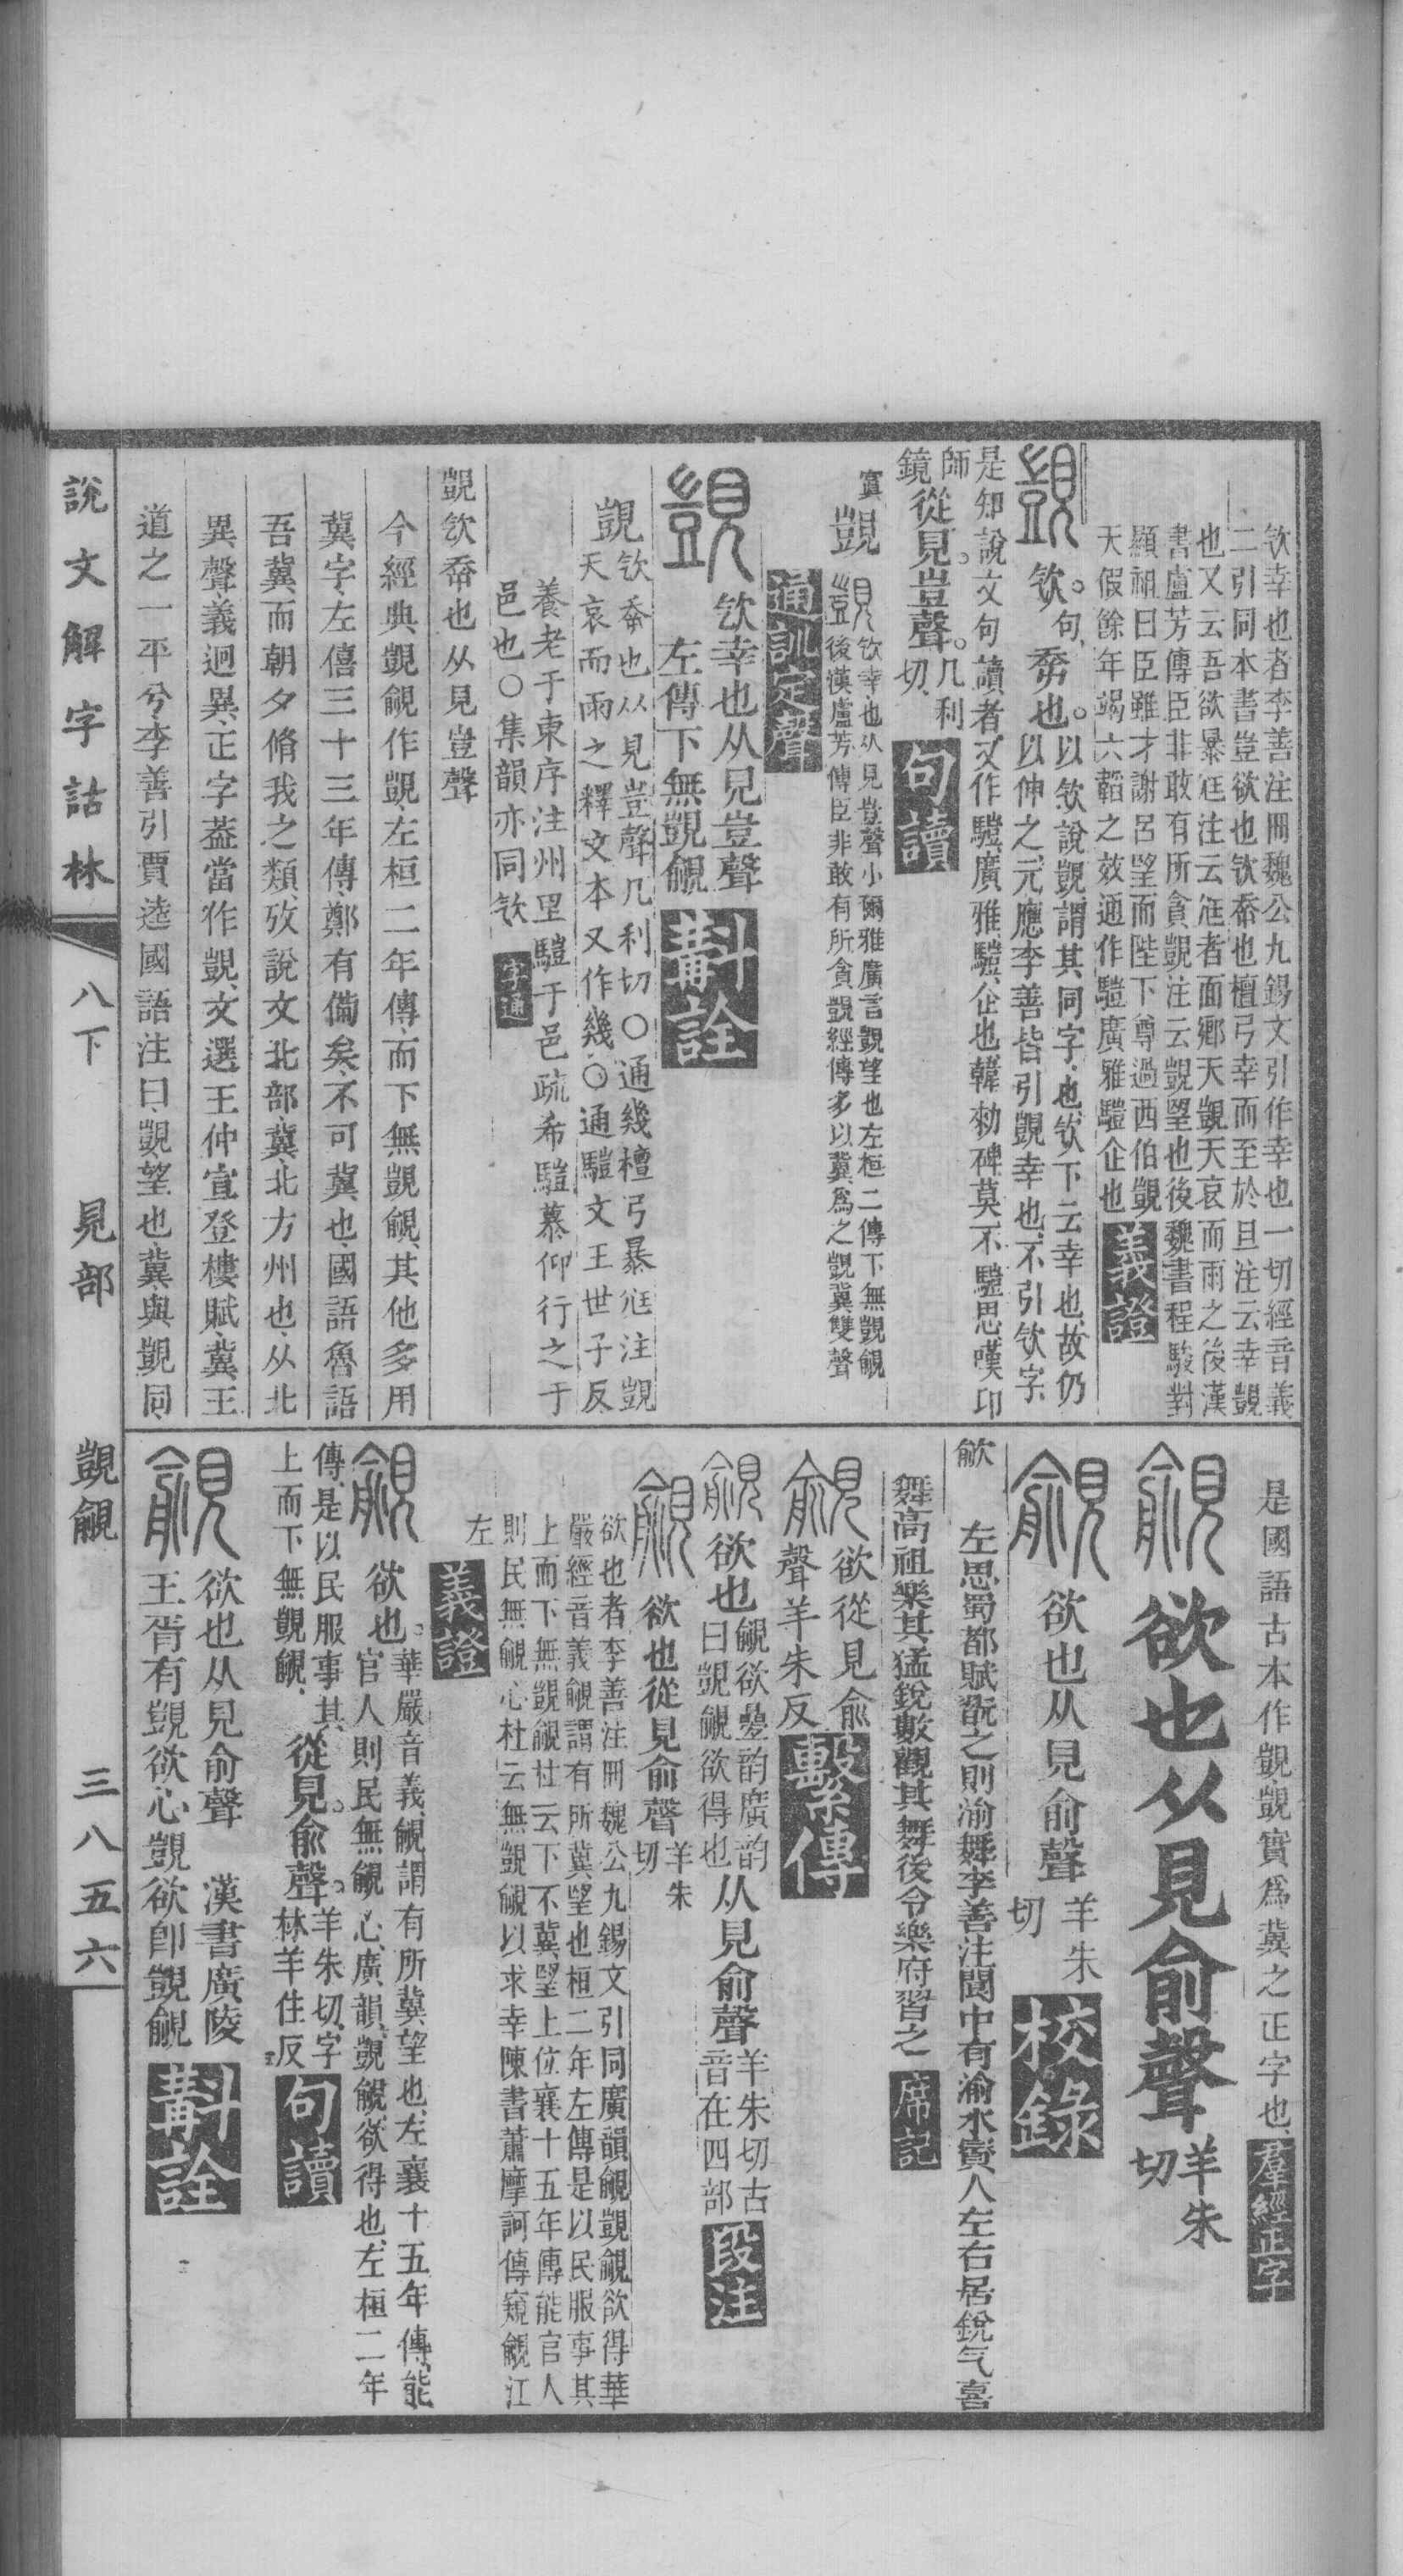 㰟幸也者李善注冊魏公九錫文引作幸也一切經音義
二引同本書豈欲也㰟㚔也檀弓幸而至於旦注云幸覬
也又云吾欲暴尫注云尫者面鄉天覬天哀而雨之後漢
書盧芳傳臣非敢有所貪覬注云覬望也後魏書程駿對
顯祖曰臣雖才謝呂望而陛下尊過西伯覬
天假餘年竭六韜之效通作驥廣雅驥企也
義證
覬
㰟句㚔也以㰟說覬謂其同字也㰟下云幸也故仍
以伸之元應李善皆引覬幸也不引㰟字
是知說文句讀者又作驥廣雅驥企也韓勑碑莫不驥思嘆卬
師鏡
從見豈聲几利切
句讀
寘
覬
㰟幸也从見豈聲小爾雅廣言覬望也左桓二傳下無覬覦
後漢盧芳傳臣非敢有所貪覬經傳多以冀爲之覬冀雙聲
通訓定聲
㰟幸也从見豈聲
左傳下無覬覦
斠詮
覬
㰟㚔也从見豈聲几利切○通幾檀弓暴尫注覬
天哀而雨之釋文本又作幾○通驥文王世子反
養老于東序注州里驥于邑疏希驥慕仰行之于
邑也○集韻亦同㰟
字通
覬㰟㚔也从見豈聲
今經典覬覦作覬左桓二年傳而下無覬覦其他多用
冀字左僖三十三年傳鄭有備矣不可冀也國語魯語
吾冀而朝夕脩我之類攷說文北部冀北方州也从北
異聲義迥異正字葢當作覬文選王仲宣登樓賦冀王
道之一平兮李善引賈逵國語注曰覬望也冀與覬同
是國語古本作覬覬實爲冀之正字也
羣經正字
覦
欲也从見俞聲羊朱切
欲也从見俞聲羊朱切
校錄
歈
左思蜀都賦翫之則渝舞李善注閬中有渝水賨人左右居銳气喜
舞高祖樂其猛銳數觀其舞後令樂府習之
席記
欲從見俞
聲羊朱反
繫傳
欲也
覦欲曡韵廣韵
曰覬覦欲得也
从見俞聲
羊朱切古
音在四部
段注
欲也從見俞聲羊朱切
欲也者李善注冊魏公九錫文引同廣韻覦覬覦欲得華
嚴經音義覦謂有所冀望也桓二年左傳是以民服事其
上而下無覬覦杜云下不冀望上位襄十五年傳能官人
則民無覦心杜云無覬覦以求幸陳書蕭摩訶傳窺覦江
左
義證
欲也華嚴音義覦謂有所冀望也左襄十五年傳能
官人則民無覦心廣韻覬覦欲得也左桓二年
傳是以民服事其
上而下無覬覦
從見俞聲羊朱切字
林羊住反
句讀
欲也从見俞聲　漢書廣陵
王胥有覬欲心覬欲卽覬覦
斠詮
說文解字詁林
八下
見部
覬覦
三八五六